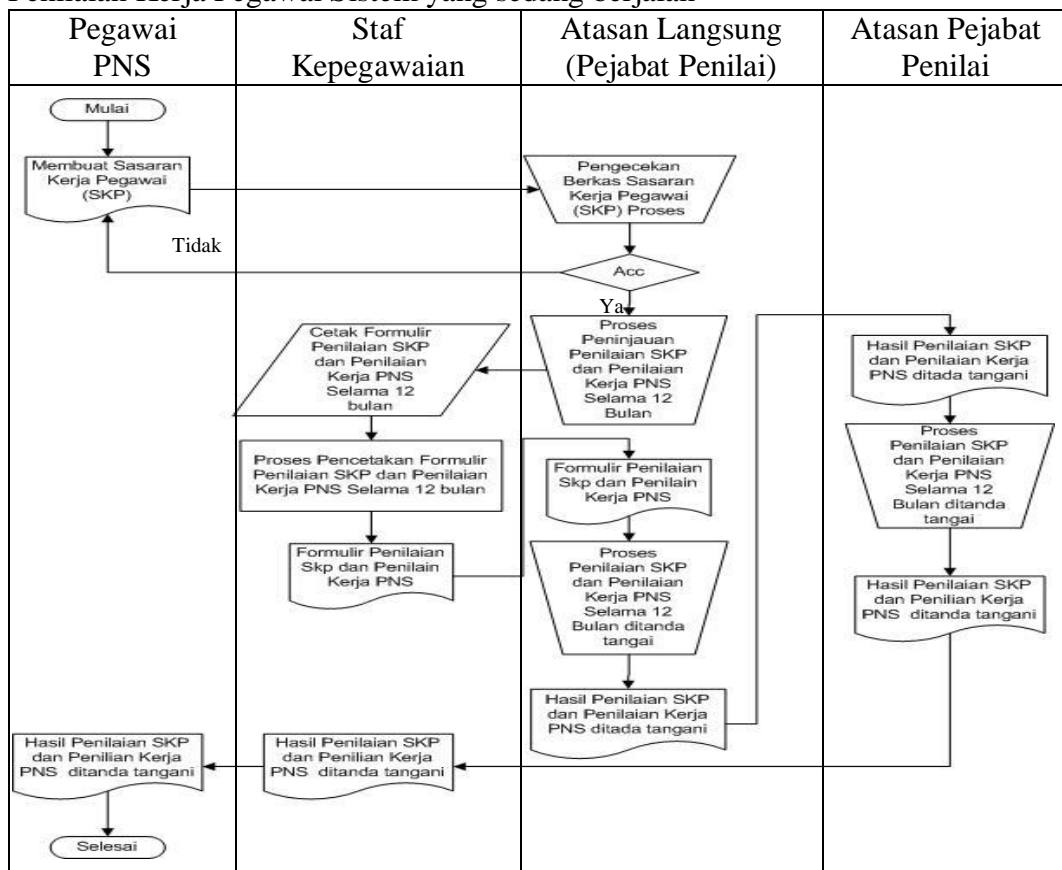 Penilaian Kerja Pegawai Sistem yang sedang berjalan
Pegawai
PNS
Staf
Kepegawaian
Atasan Langsung
(Pejabat Penilai)
Atasan Pejabat
Penilai
Mulai
Membuat Sasaran
Kerja Pegawai
(SKP)
Pengecekan
Berkas Sasaran
Kerja Pegawai
(SKP) Proses
Tidak
Acc
Ya
Proses
Peninjauan
Penilaian SKP
dan Penilaian
Kerja PNS
Selama 12
Bulan
Cetak Formulir
Penilaian SKP
dan Penilaian
Kerja PNS
Selama 12
bulan
Proses Pencetakan Formulir
Penilaian SKP dan Penilaian
Kerja PNS Selama 12 bulan
Formulir Penilaian
Skp dan Penilain
Kerja PNS
Formulir Penilaian
Skp dan Penilain
Kerja PNS
Proses
Penilaian SKP
dan Penilaian
Kerja PNS
Selama 12
Bulan ditanda
tangai
Hasil Penilaian SKP
dan Penilaian Kerja
PNS ditada tangani
Hasil Penilaian SKP
dan Penilaian Kerja
PNS ditada tangani
Proses
Penilaian SKP
dan Penilaian
Kerja PNS
Selama 12
Bulan ditanda
tangai
Hasil Penilaian SKP
dan Penilian Kerja
PNS ditanda tangani
Hasil Penilaian SKP
dan Penilian Kerja
PNS ditanda tangani
Hasil Penilaian SKP
dan Penilian Kerja
PNS ditanda tangani
Selesai